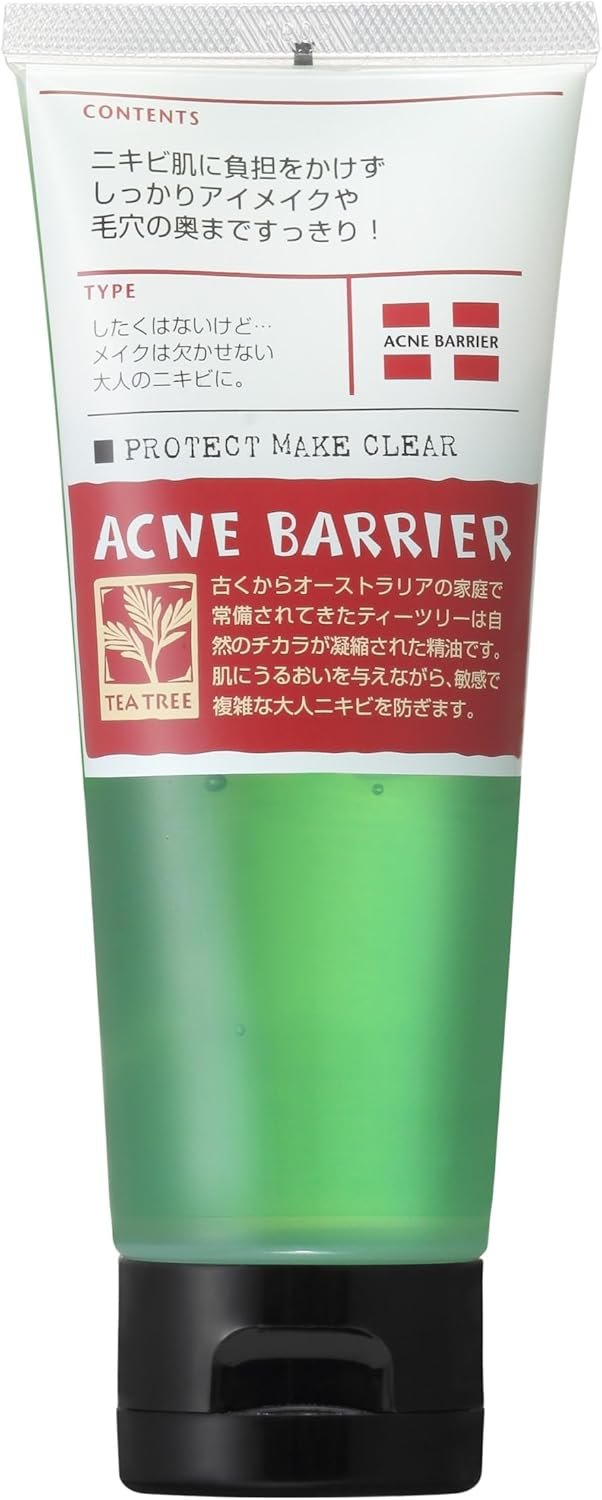 CONTENTS
ニキビ肌に負担をかけず
しっかりアイメイクや
毛穴の奥まですっきり！
TYPE
したくはないけど…
メイクは欠かせない
大人のニキビに。
ACNE BARRIER
■ PROTECT MAKE CLEAR
ACNE BARRIER
古くからオーストラリアの家庭で
常備されてきたティーツリーは自
然のチカラが凝縮された精油です。
肌にうるおいを与えながら、敏感で
複雑な大人ニキビを防ぎます。
TEA TREE